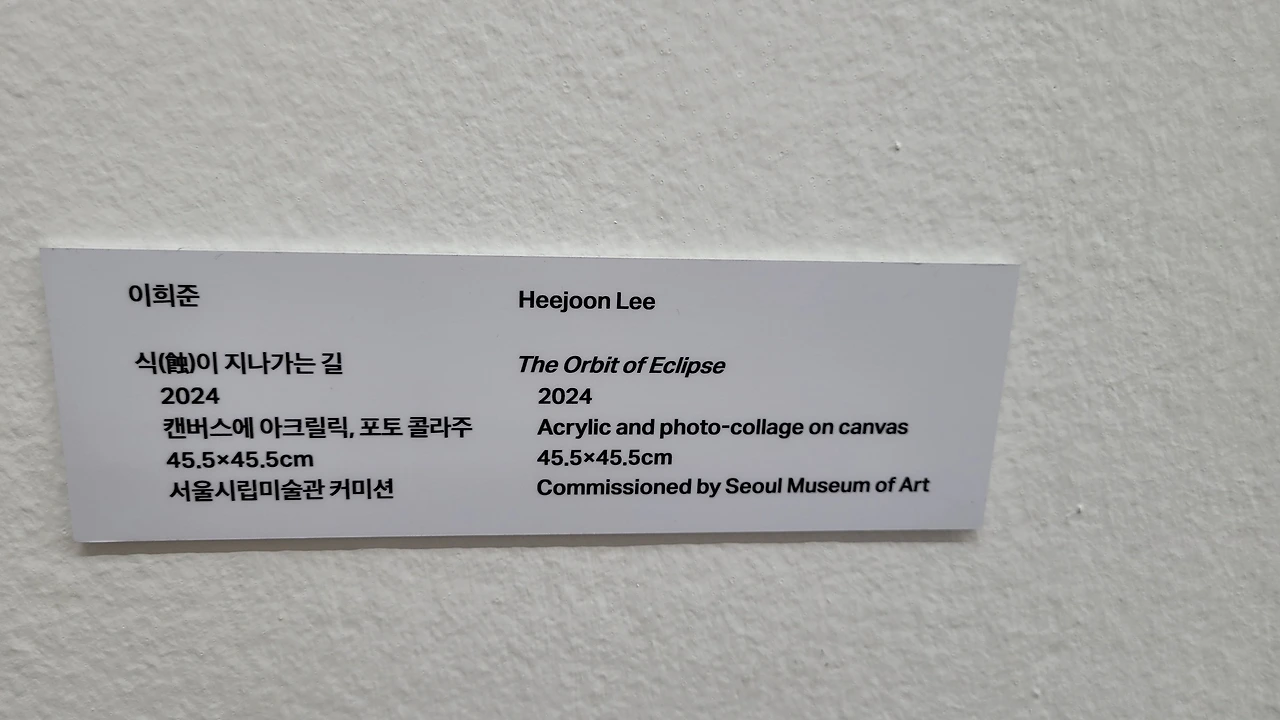 이희준
식(蝕)이 지나가는 길
2024
캔버스에 아크릴릭, 포토 콜라주
45.5×45.5cm
서울시립미술관 커미션
Heejoon Lee
The Orbit of Eclipse
2024
Acrylic and photo-collage on canvas
45.5×45.5cm
Commissioned by Seoul Museum of Art